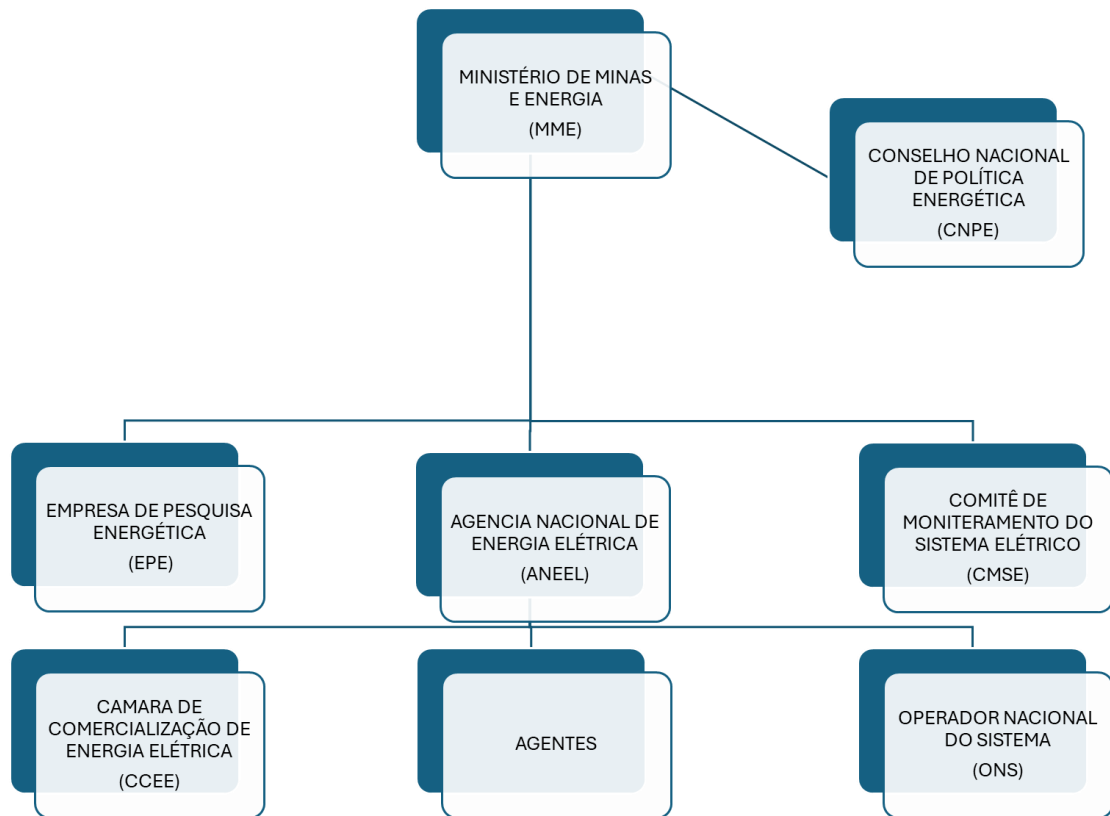 MINISTÉRIO DE MINAS
E ENERGIA
(MME)
CONSELHO NACIONAL
DE POLÍTICA
ENERGÉTICA
(CNPE)
EMPRESA DE PESQUISA
ENERGÉTICA
(EPE)
AGENCIA NACIONAL DE
ENERGIA ELÉTRICA
(ANEEL)
COMITÊ DE
MONITERAMENTO DO
SISTEMA ELÉTRICO
(CMSE)
CAMARA DE
COMERCIALIZAÇÃO DE
ENERGIA ELÉTRICA
(CCEE)
AGENTES
OPERADOR NACIONAL
DO SISTEMA
(ONS)